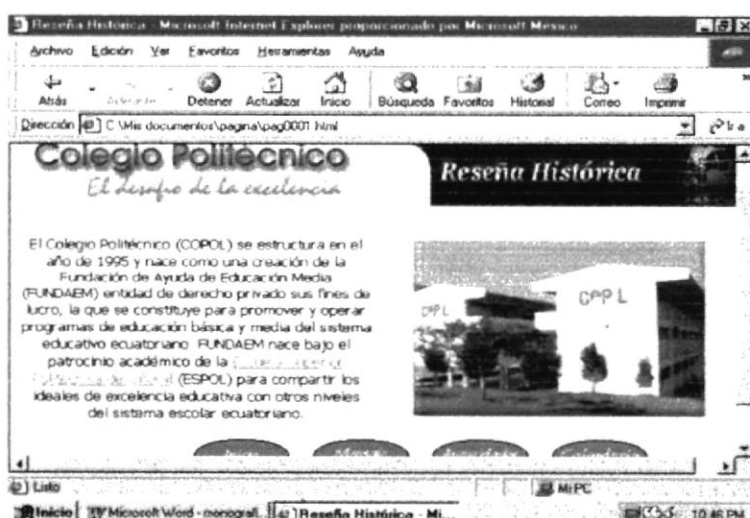 Reseña Histórica - Microsoft Internet Explorer proporcionado por Microsoft Mexico
Archivo Edición Ver Favoritos Herramientas Ayuda
Atrás Adelante Detener Actualizar Inicio Búsqueda Favoritos Historial Correo Imprimir
Dirección C:\Mis documentos\pagina\pag0001.html Ir a
Colegio Politécnico
El desafío de la excelencia
Reseña Histórica
El Colegio Politécnico (COPOL) se estructura en el
año de 1995 y nace como una creación de la
Fundación de Ayuda de Educación Media
(FUNDAEM) entidad de derecho privado sus fines de
lucro, la que se constituye para promover y operar
programas de educación básica y media del sistema
educativo ecuatoriano. FUNDAEM nace bajo el
patrocinio académico de la
(ESPOL) para compartir los
ideales de excelencia educativa con otros niveles
del sistema escolar ecuatoriano.
Listo
Mi PC
Inicio Microsoft Word - monograf... Reseña Histórica - Mi... 10:46 PM